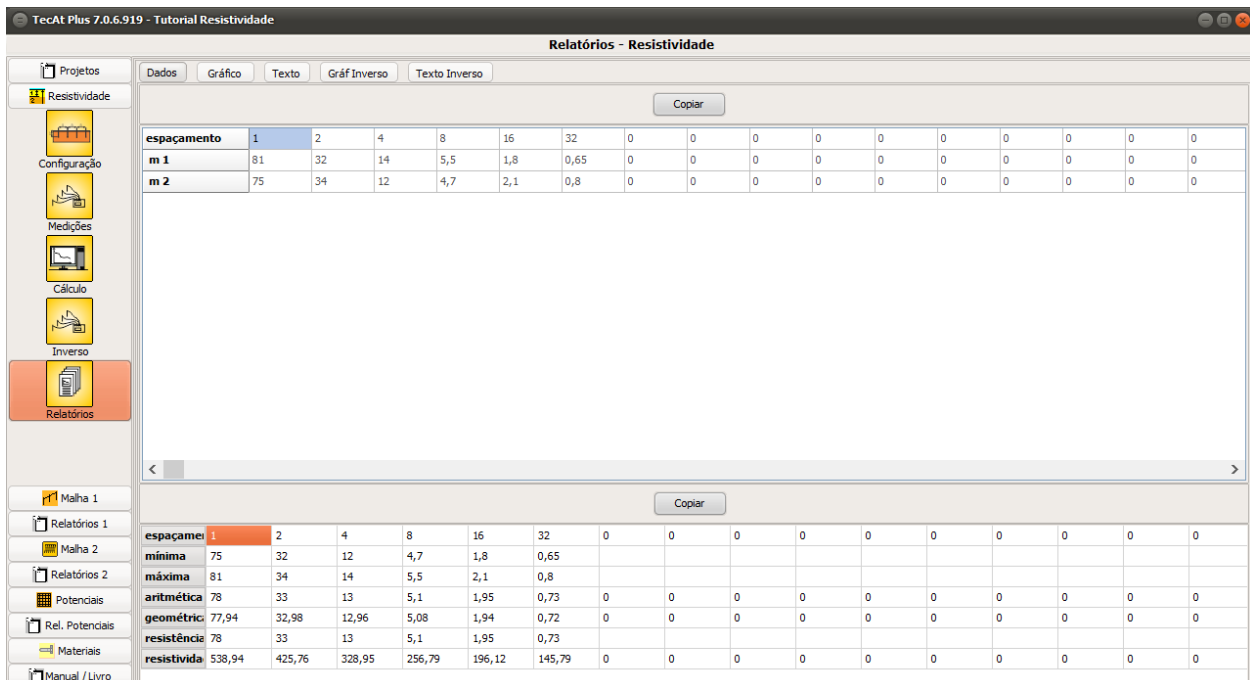 TecAt Plus 7.0.6.919 - Tutorial Resistividade
Relatórios - Resistividade
Projetos
Resistividade
Configuração
Medições
Cálculo
Inverso
Relatórios
Malha 1
Relatórios 1
Malha 2
Relatórios 2
Potenciais
Rel. Potenciais
Materiais
Manual / Livro
Dados Gráfico Texto Gráf Inverso Texto Inverso
Copiar
espaçamento 1 2 4 8 16 32 0 0 0 0 0 0 0 0 0 0
m 1 81 32 14 5,5 1,8 0,65 0 0 0 0 0 0 0 0 0 0
m 2 75 34 12 4,7 2,1 0,8 0 0 0 0 0 0 0 0 0 0
Copiar
espaçame 1 2 4 8 16 32 0 0 0 0 0 0 0 0 0 0
mínima 75 32 12 4,7 1,8 0,65
máxima 81 34 14 5,5 2,1 0,8
aritmética 78 33 13 5,1 1,95 0,73 0 0 0 0 0 0 0 0 0 0
geométric 77,94 32,98 12,96 5,08 1,94 0,72 0 0 0 0 0 0 0 0 0 0
resistência 78 33 13 5,1 1,95 0,73
resistivida 538,94 425,76 328,95 256,79 196,12 145,79 0 0 0 0 0 0 0 0 0 0